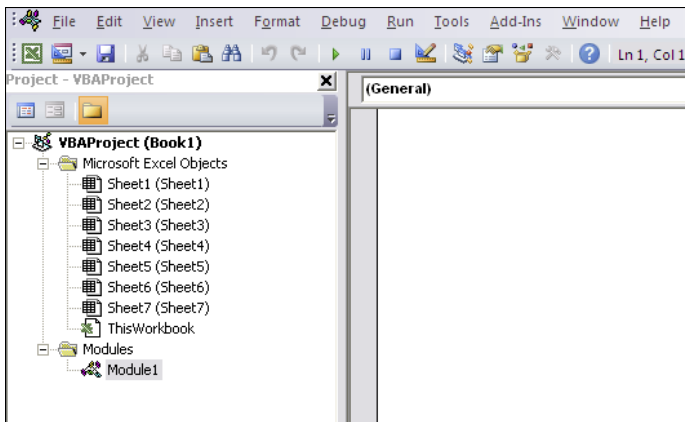 File Edit View Insert Format Debug Run Tools Add-Ins Window Help
Ln 1, Col 1
Project - VBAProject
(General)
VBAProject (Book1)
Microsoft Excel Objects
Sheet1 (Sheet1)
Sheet2 (Sheet2)
Sheet3 (Sheet3)
Sheet4 (Sheet4)
Sheet5 (Sheet5)
Sheet6 (Sheet6)
Sheet7 (Sheet7)
ThisWorkbook
Modules
Module1